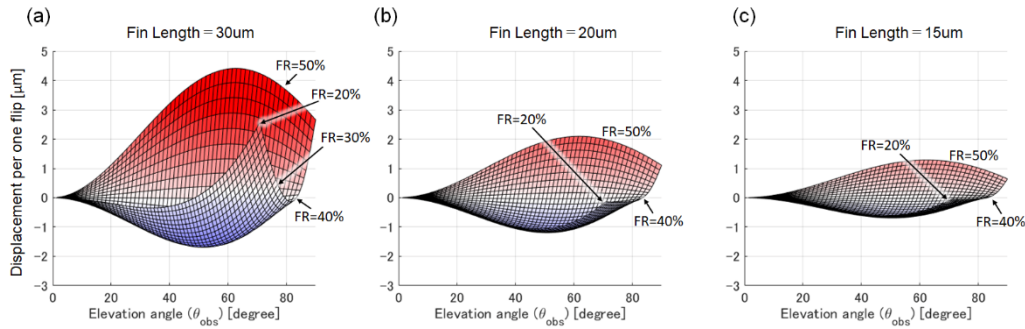 (a)
Fin Length = 30um
Displacement per one flip [μm]
5
4
3
2
1
0
-1
-2
-3
FR=50%
FR=20%
FR=30%
FR=40%
0 20 40 60 80
Elevation angle (θobs) [degree]
(b)
Fin Length = 20um
5
4
3
2
1
0
-1
-2
-3
FR=20%
FR=50%
FR=40%
0 20 40 60 80
Elevation angle (θobs) [degree]
(c)
Fin Length = 15um
5
4
3
2
1
0
-1
-2
-3
FR=20%
FR=50%
FR=40%
0 20 40 60 80
Elevation angle (θobs) [degree]